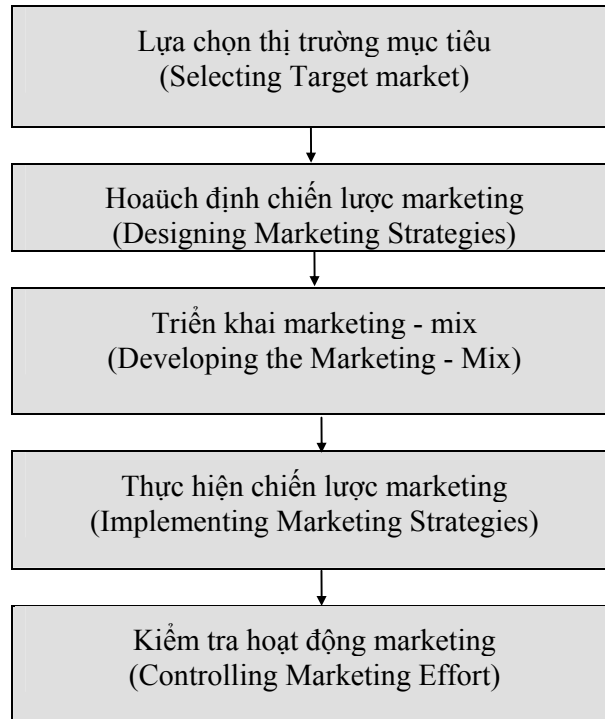 Lựa chọn thị trường mục tiêu
(Selecting Target market)
Hoaüch định chiến lược marketing
(Designing Marketing Strategies)
Triển khai marketing - mix
(Developing the Marketing - Mix)
Thực hiện chiến lược marketing
(Implementing Marketing Strategies)
Kiểm tra hoạt động marketing
(Controlling Marketing Effort)